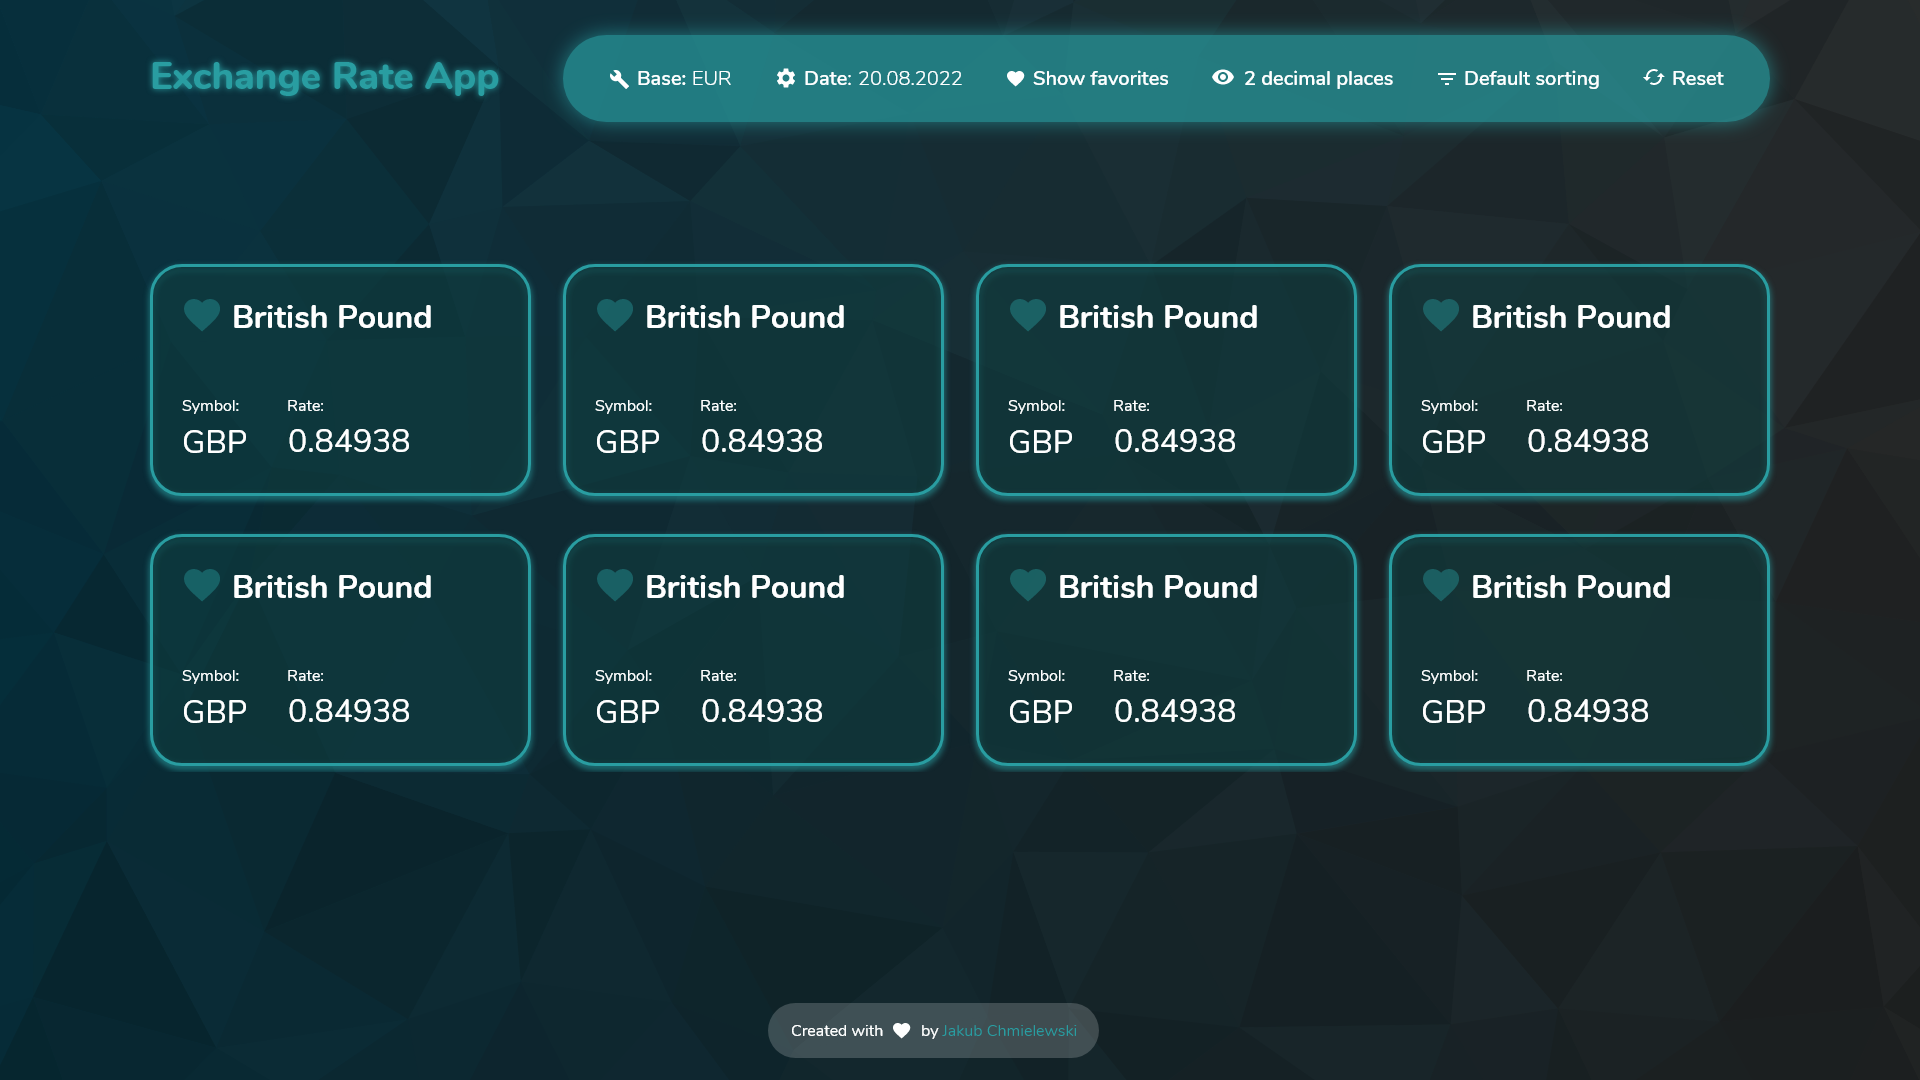 Exchange Rate App
Base: EUR
Date: 20.08.2022
Show favorites
2 decimal places
Default sorting
Reset
British Pound
Symbol: Rate:
GBP 0.84938
British Pound
Symbol: Rate:
GBP 0.84938
British Pound
Symbol: Rate:
GBP 0.84938
British Pound
Symbol: Rate:
GBP 0.84938
British Pound
Symbol: Rate:
GBP 0.84938
British Pound
Symbol: Rate:
GBP 0.84938
British Pound
Symbol: Rate:
GBP 0.84938
British Pound
Symbol: Rate:
GBP 0.84938
Created with by Jakub Chmielewski